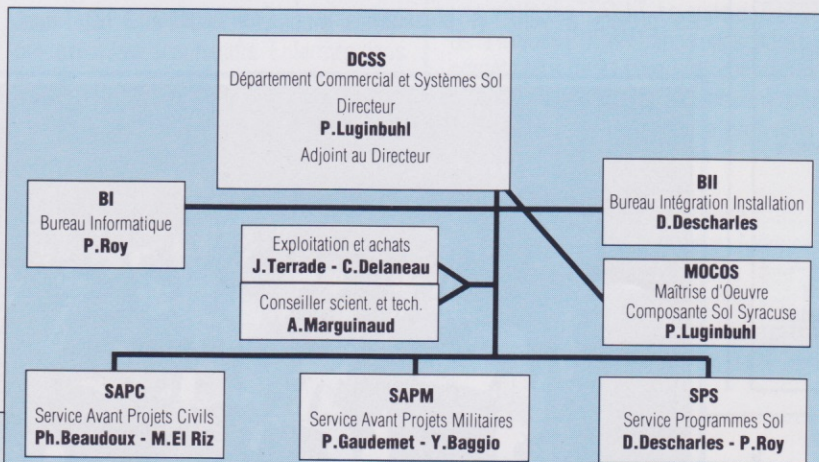 DCSS
Département Commercial et Systèmes Sol
Directeur
P.Luginbuhl
Adjoint au Directeur
BI
Bureau Informatique
P.Roy
BII
Bureau Intégration Installation
D.Descharles
Exploitation et achats
J.Terrade - C.Delaneau
Conseiller scient. et tech.
A.Marguinaud
MOCOS
Maîtrise d'Oeuvre
Composante Sol Syracuse
P.Luginbuhl
SAPC
Service Avant Projets Civils
Ph.Beaudoux - M.El Riz
SAPM
Service Avant Projets Militaires
P.Gaudemet - Y.Baggio
SPS
Service Programmes Sol
D.Descharles - P.Roy